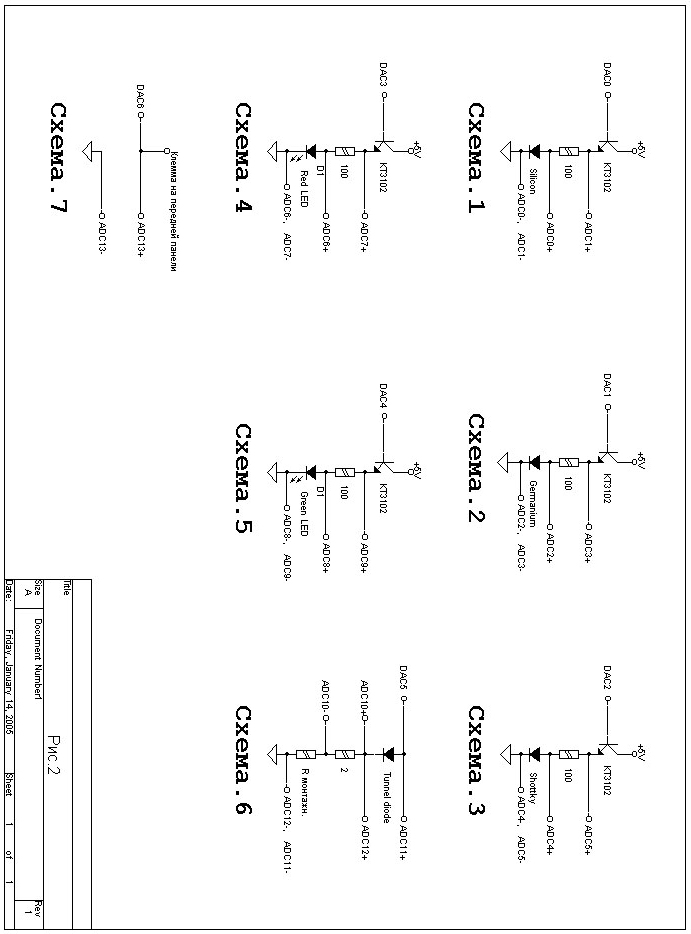 DAC0
+5V
KT3102
ADC1+
100
ADC0+
Silicon
ADC0-, ADC1-
Схема.1
DAC1
+5V
KT3102
ADC3+
100
ADC2+
Germanium
ADC2-, ADC3-
Схема.2
DAC2
+5V
KT3102
ADC5+
100
ADC4+
Shottky
ADC4-, ADC5-
Схема.3
DAC3
+5V
KT3102
ADC7+
100
ADC6+
D1
Red LED
ADC6-, ADC7-
Схема.4
DAC4
+5V
KT3102
ADC9+
100
ADC8+
D1
Green LED
ADC8-, ADC9-
Схема.5
DAC5
ADC11+
Tunnel diode
ADC10+
ADC12+
2
ADC10-
R монтажн.
ADC12-, ADC11-
Схема.6
Клемма на передней панели
DAC6
ADC13+
ADC13-
Схема.7
Title
Рис.2
Size
A
Document Number1
Rev
1
Date: Friday, January 14, 2005 Sheet 1 of 1